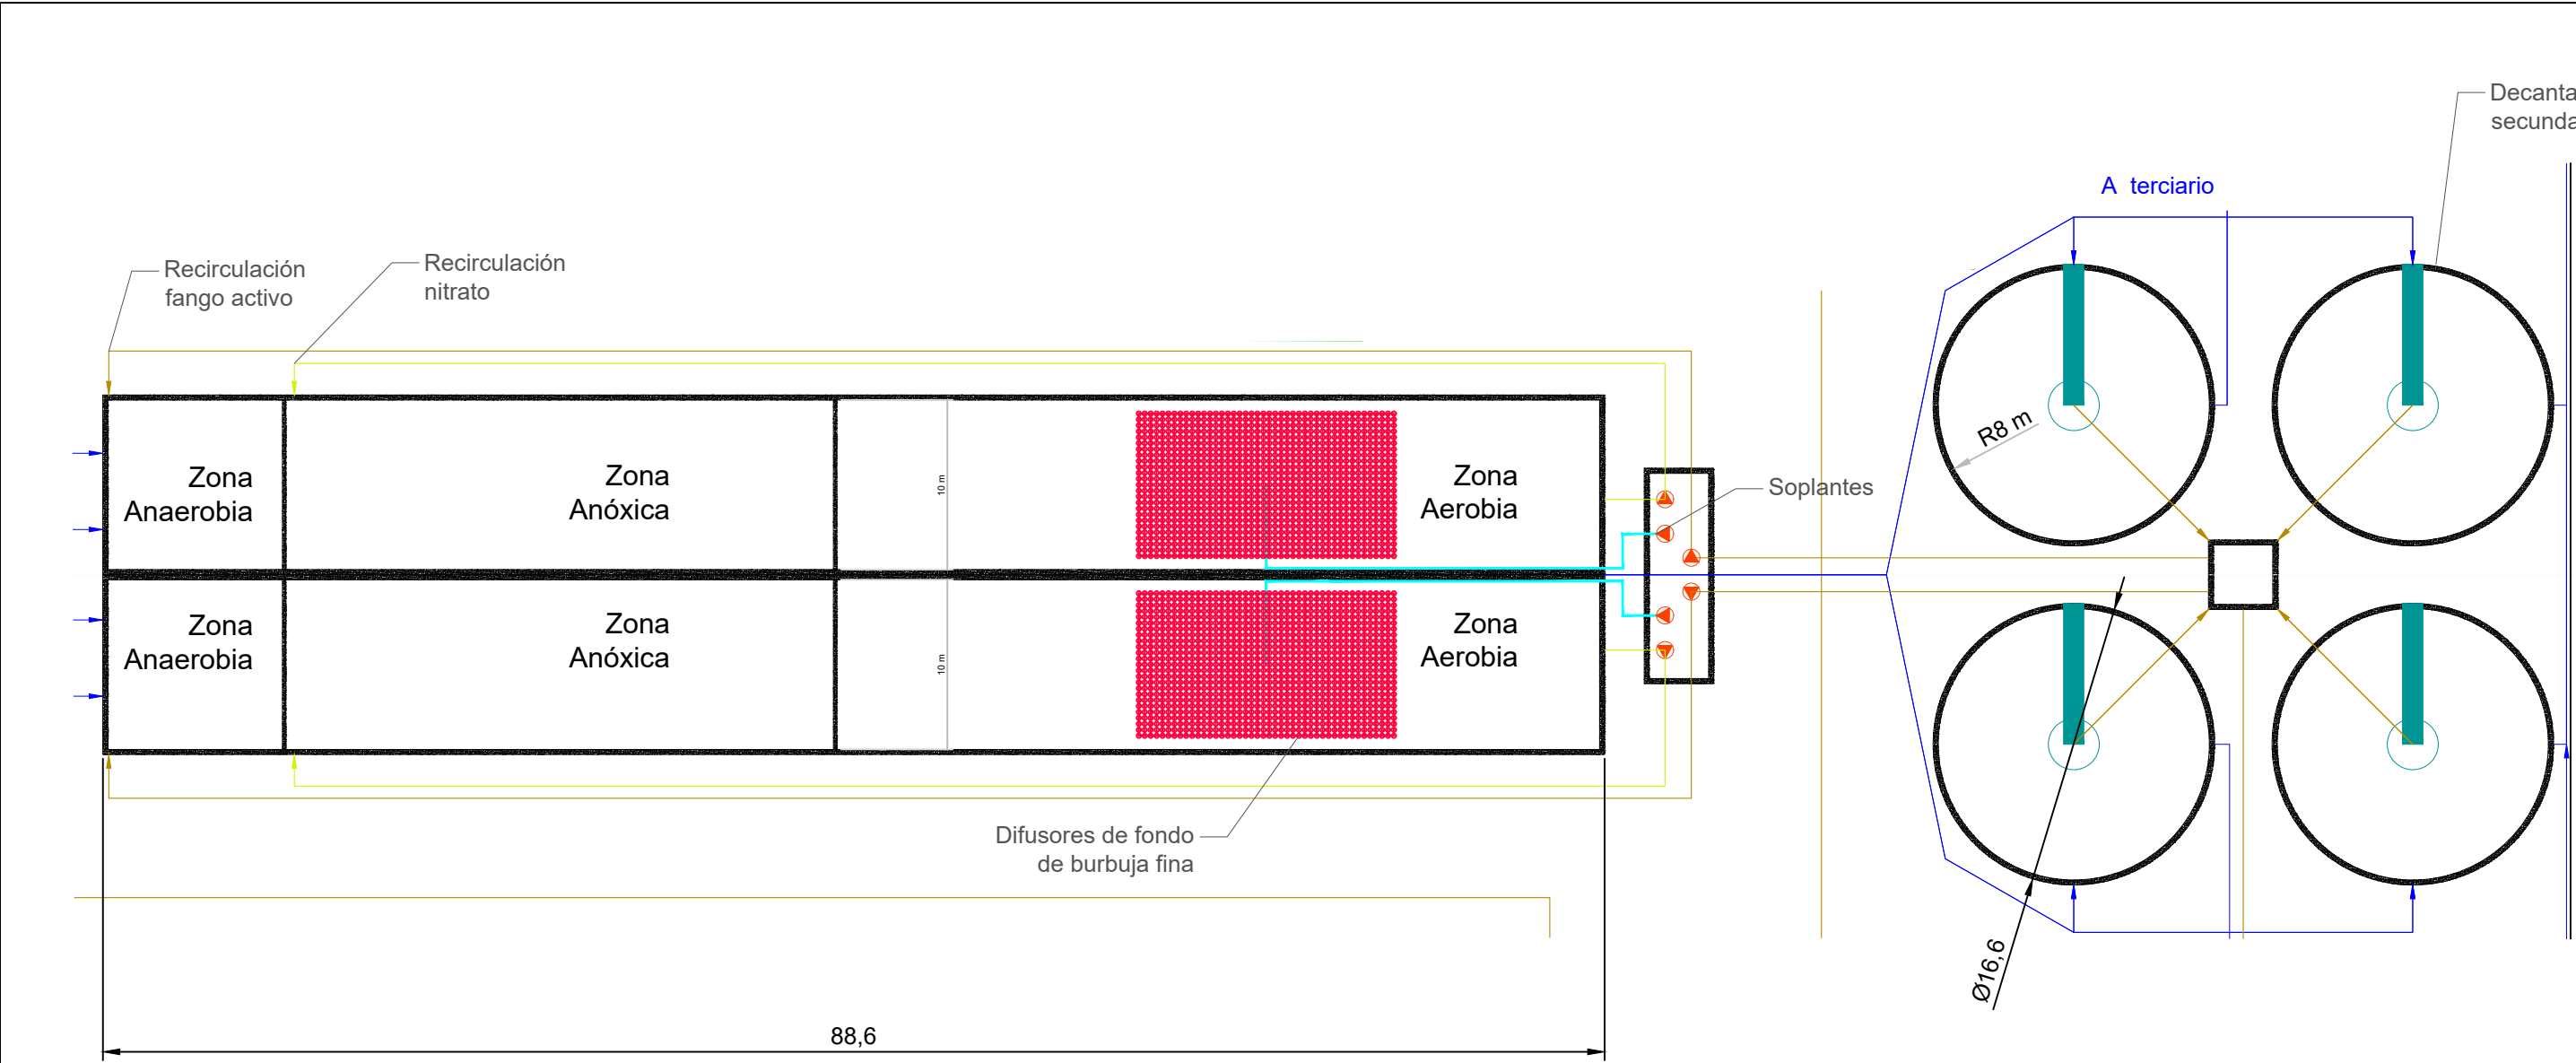 Decanta
secunda
A terciario
Recirculación
fango activo
Recirculación
nitrato
R8 m
Zona
Anaerobia
Zona
Anóxica
10 m
Zona
Aerobia
Soplantes
Zona
Anaerobia
Zona
Anóxica
10 m
Zona
Aerobia
Difusores de fondo
de burbuja fina
Ø16,6
88,6